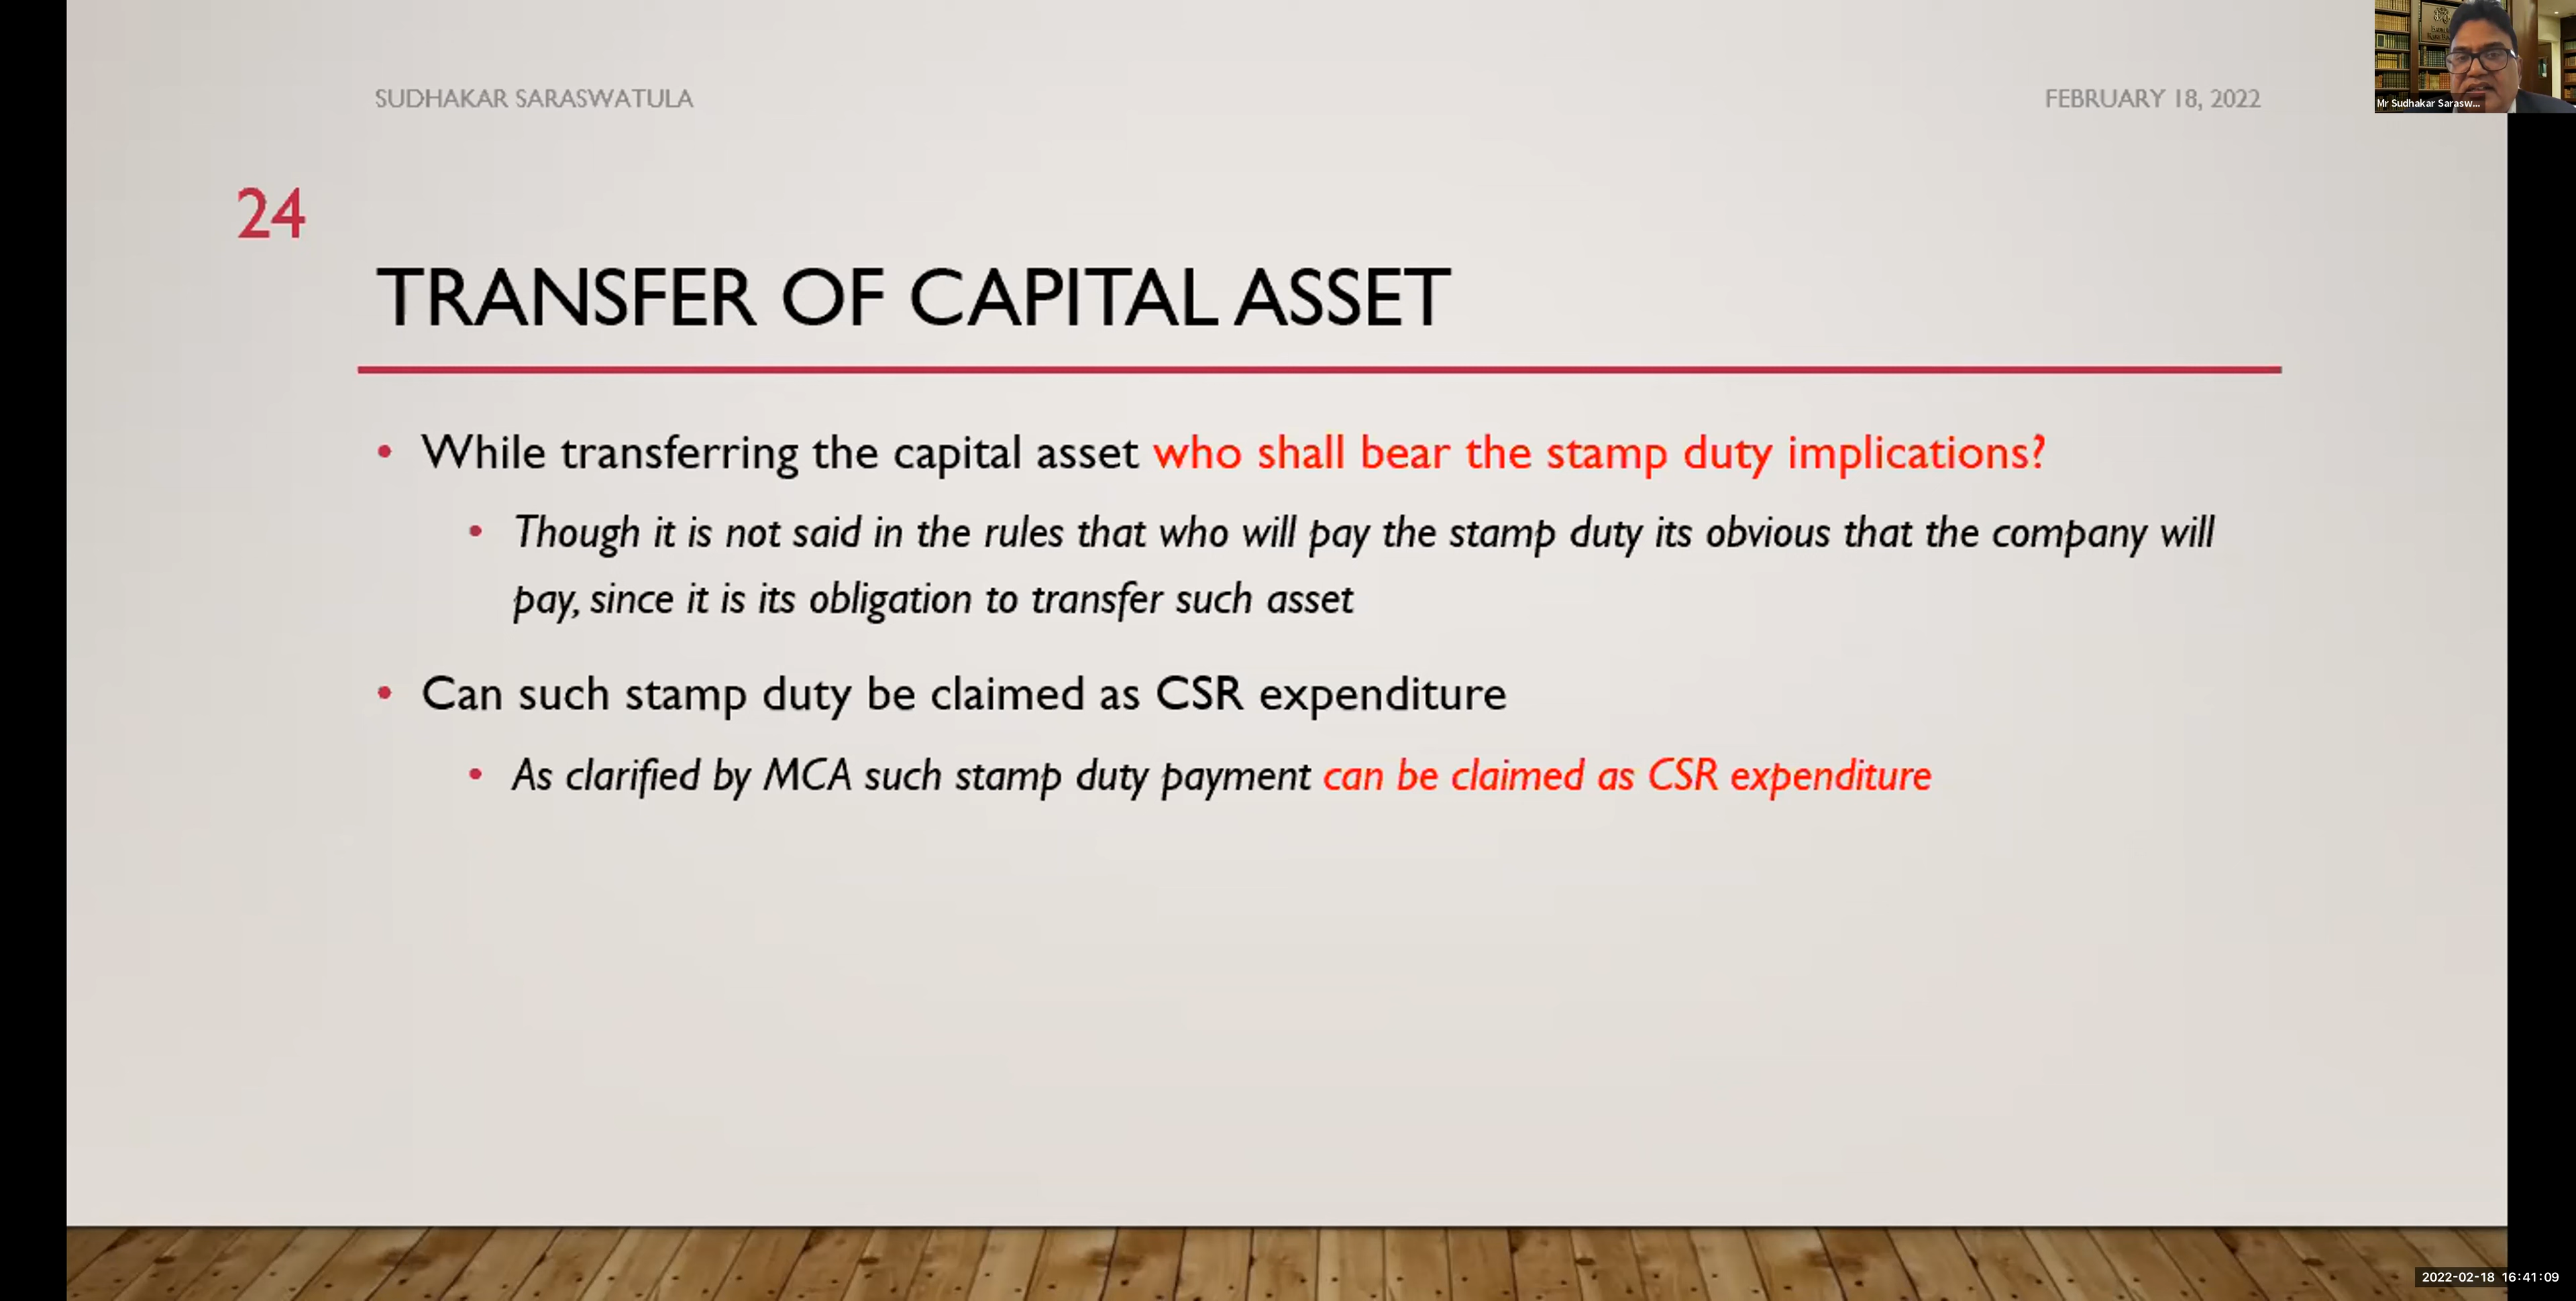 SUDHAKAR SARASWATULA
FEBRUARY 18, 2022
Mr Sudhakar Sarasw...
24
TRANSFER OF CAPITAL ASSET
• While transferring the capital asset who shall bear the stamp duty implications?
• Though it is not said in the rules that who will pay the stamp duty its obvious that the company will
pay, since it is its obligation to transfer such asset
• Can such stamp duty be claimed as CSR expenditure
• As clarified by MCA such stamp duty payment can be claimed as CSR expenditure
2022-02-18 16:41:09